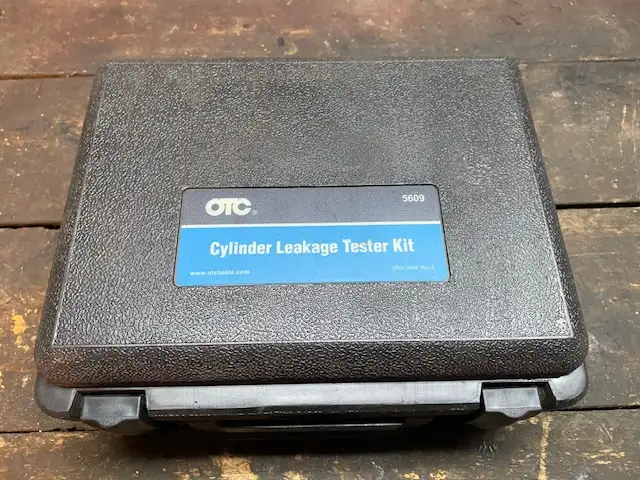 OTC®
5609
Cylinder Leakage Tester Kit
www.otctools.com